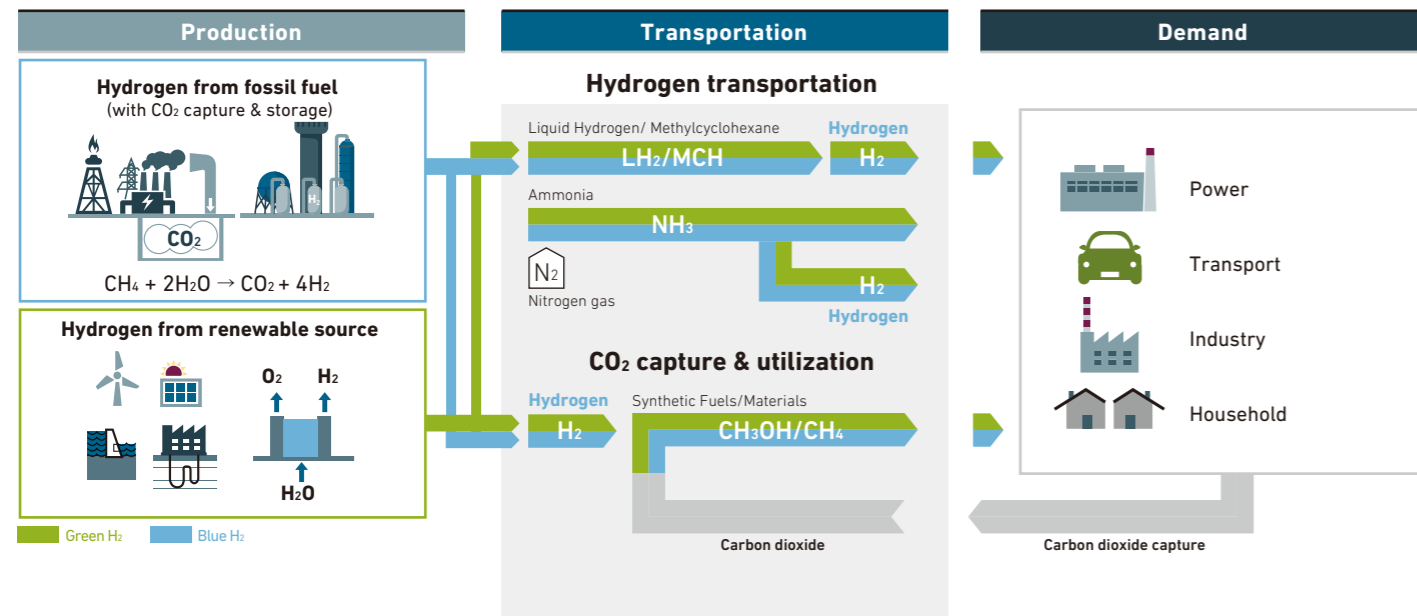 Production
Hydrogen from fossil fuel
(with CO₂ capture & storage)
H₂
CO₂
CH₄ + 2H₂O → CO₂ + 4H₂
Hydrogen from renewable source
O₂ H₂
H₂O
Green H₂ Blue H₂
Transportation
Hydrogen transportation
Liquid Hydrogen/ Methylcyclohexane Hydrogen
LH₂/MCH H₂
Ammonia
NH₃
N₂
Nitrogen gas
H₂
Hydrogen
CO₂ capture & utilization
Hydrogen Synthetic Fuels/Materials
H₂ CH₃OH/CH₄
Carbon dioxide
Demand
Power
Transport
Industry
Household
Carbon dioxide capture